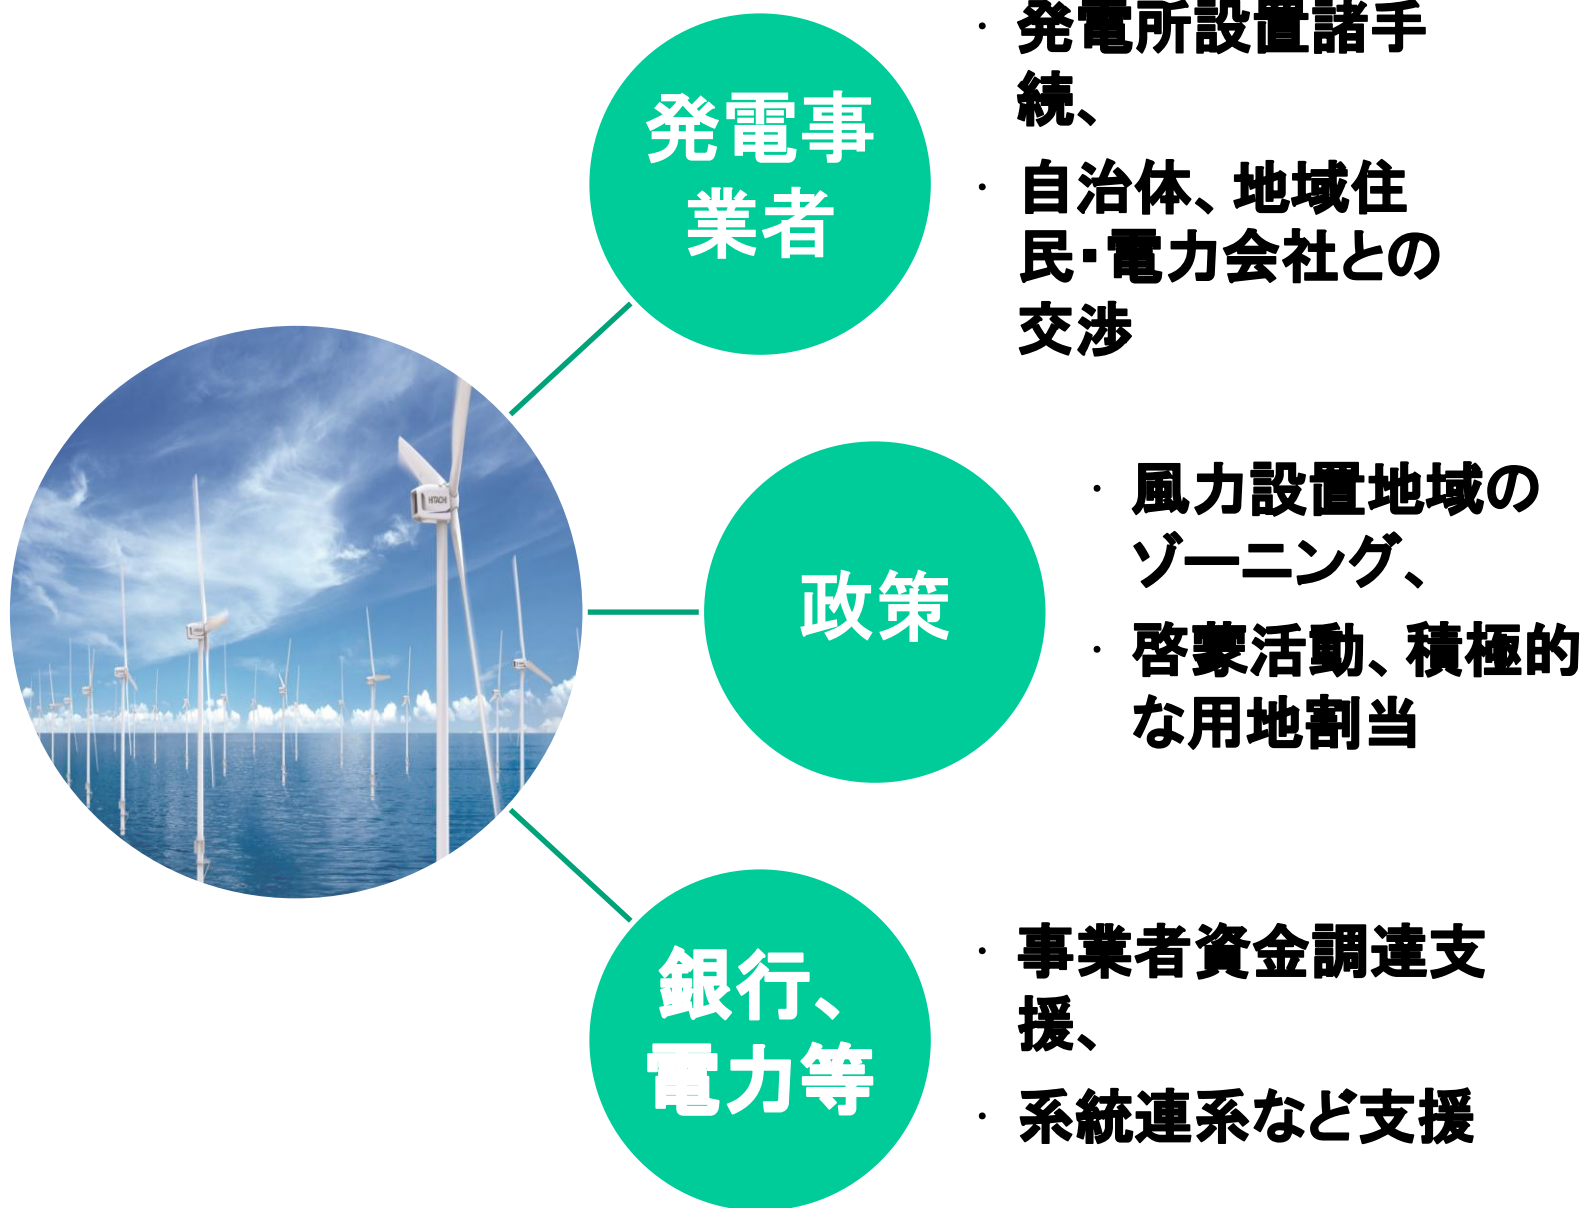 発電事
業者
・発電所設置諸手
続、
・自治体、地域住
民・電力会社との
交渉
HITACHI
政策
・風力設置地域の
ゾーニング、
・啓蒙活動、積極的
な用地割当
銀行、
電力等
・事業者資金調達支
援、
・系統連系など支援